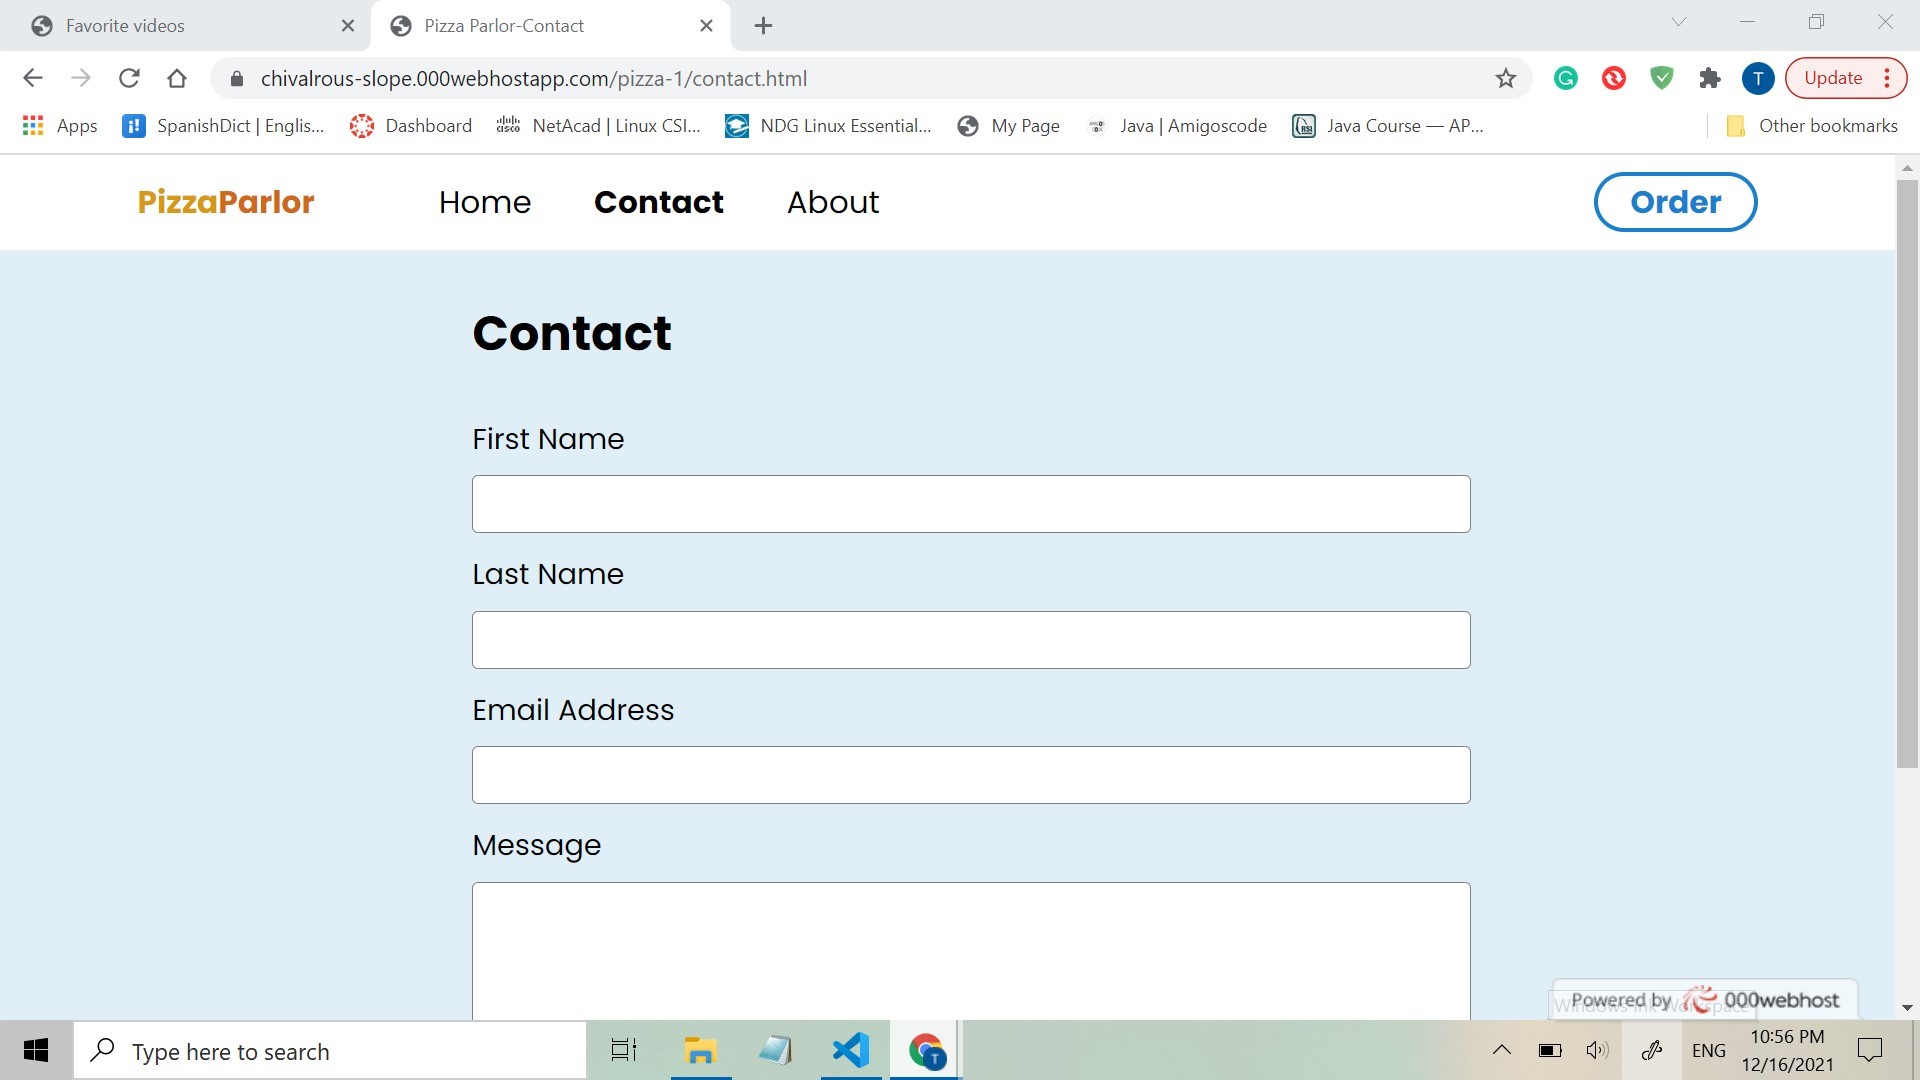 Favorite videos
Pizza Parlor-Contact
chivalrous-slope.000webhostapp.com/pizza-1/contact.html
T
Update
Apps
SpanishDict | Englis...
Dashboard
NetAcad | Linux CSI...
NDG Linux Essential...
My Page
Java | Amigoscode
Java Course — AP...
Other bookmarks
PizzaParlor
Home
Contact
About
Order
Contact
First Name
Last Name
Email Address
Message
Powered by 000webhost
Windows Ink Workspace
Type here to search
T
ENG
10:56 PM
12/16/2021